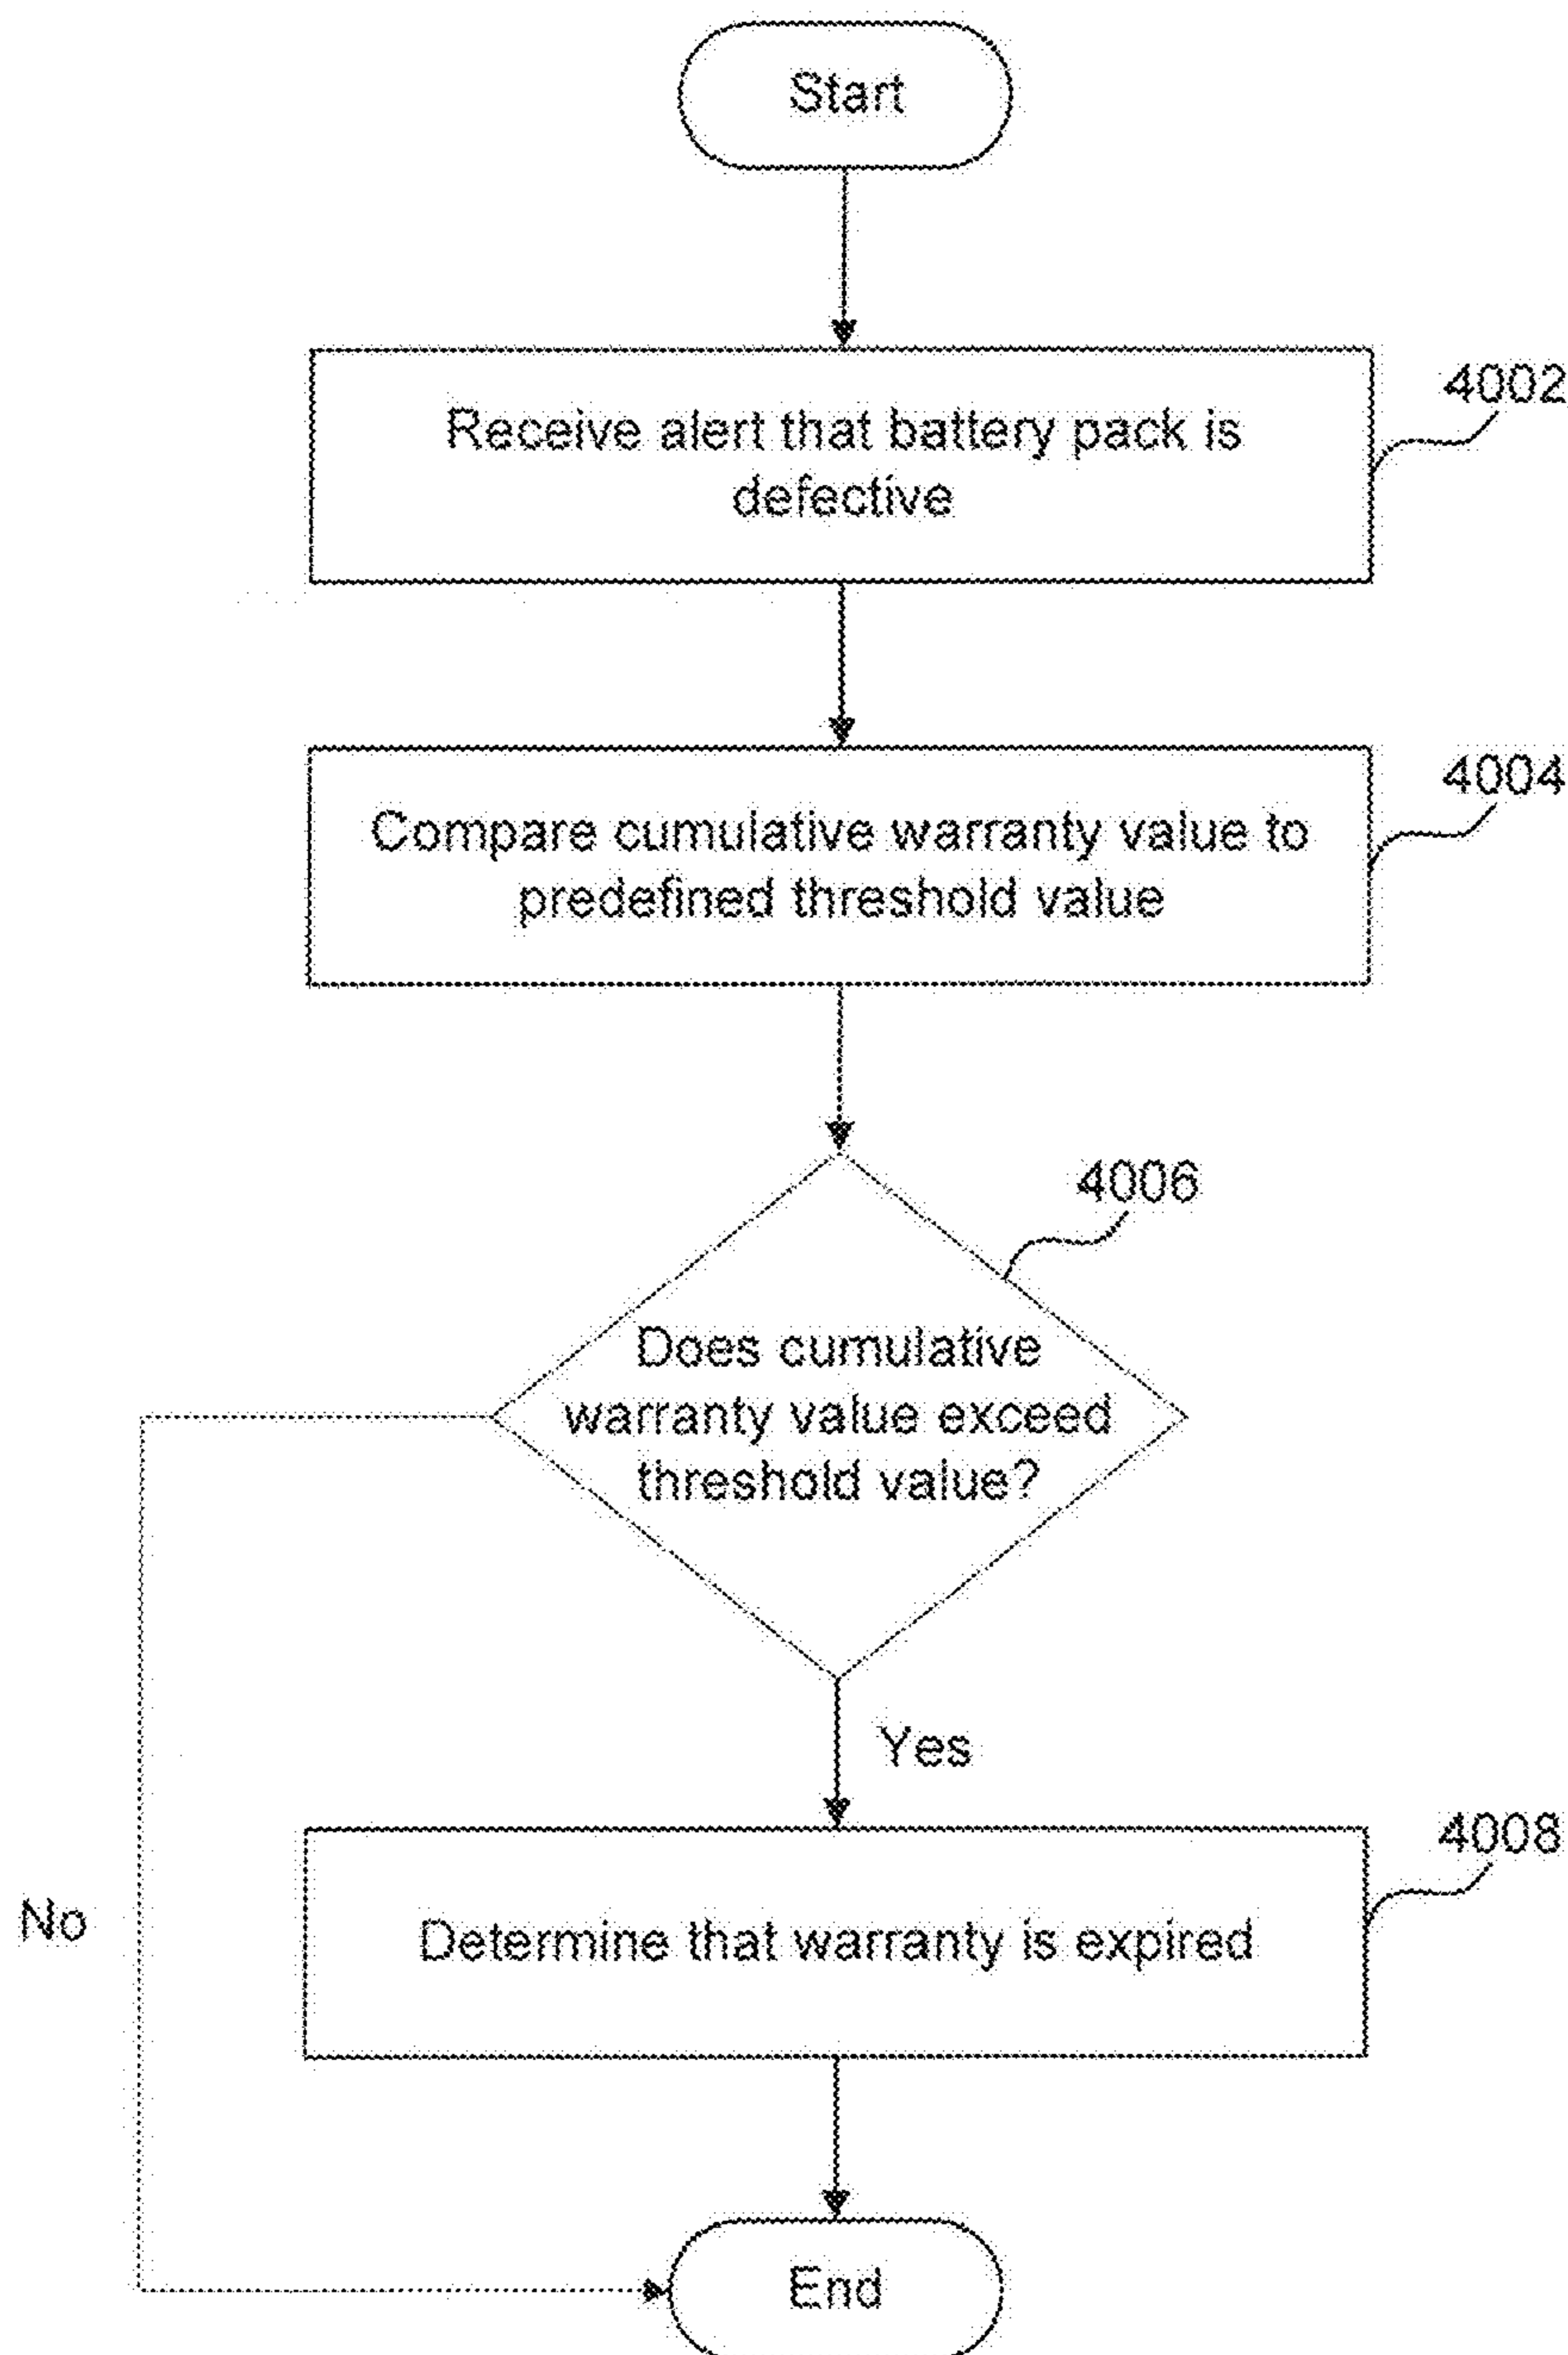 Start
Receive alert that battery pack is
defective
4002
Compare cumulative warranty value to
predefined threshold value
4004
4006
Does cumulative
warranty value exceed
threshold value?
Yes
No
Determine that warranty is expired
4008
End